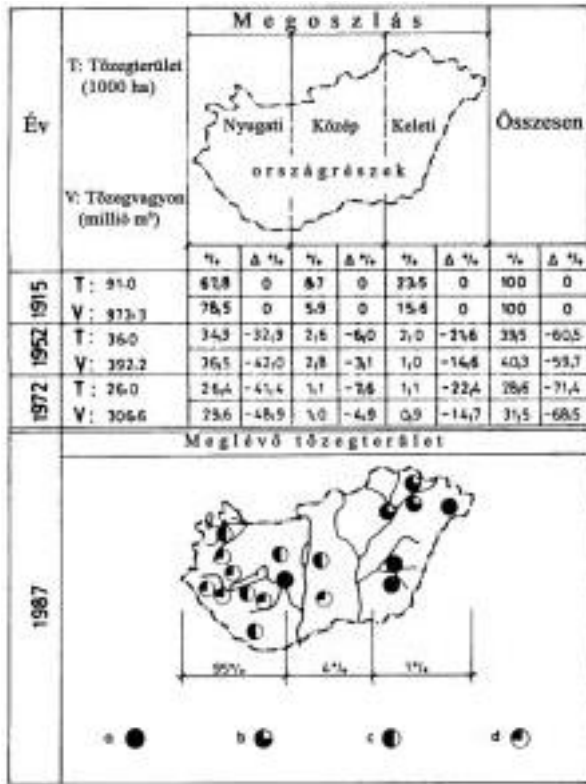 Megoszlás
Év
T: Tőzegterület
(1000 ha)
V: Tőzegvagyon
(millió m³)
Nyugati Közép Keleti
országrészek
Összesen
% Δ % % Δ % % Δ % % Δ %
1915
T: 91.0 67,8 0 8,7 0 23,5 0 100 0
V: 973.3 78,5 0 5,9 0 15,6 0 100 0
1952
T: 36.0 34,9 -32,9 2,6 -6,0 2,0 -21,6 39,5 -60,5
V: 392.2 36,5 -42,0 2,8 -3,1 1,0 -14,6 40,3 -59,7
1972
T: 26.0 26,4 -41,4 1,1 -7,6 1,1 -22,4 28,6 -71,4
V: 306.6 29,6 -48,9 1,0 -4,9 0,9 -14,7 31,5 -68,5
Meglévő tőzegterület
1987
95% 4% 1%
a b c d